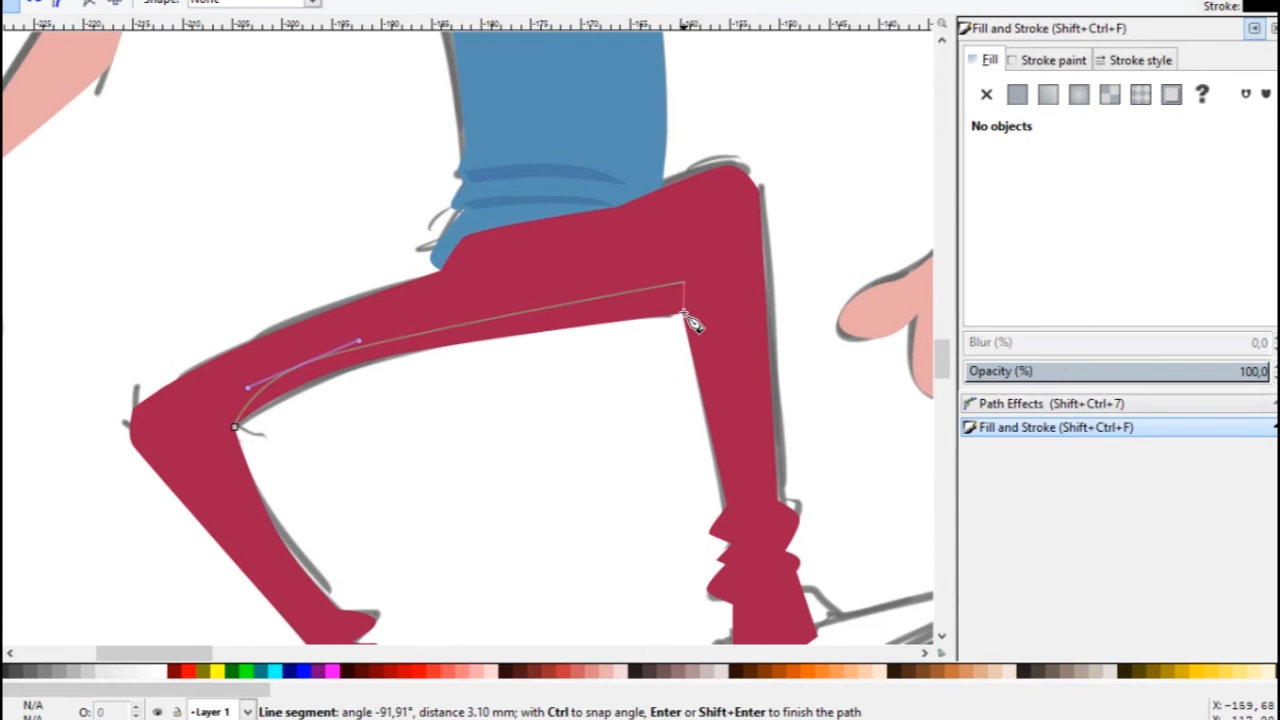 Shape: None
Stroke:
Fill and Stroke (Shift+Ctrl+F)
Fill
Stroke paint
Stroke style
No objects
Blur (%)
0,0
Opacity (%)
100,0
Path Effects (Shift+Ctrl+7)
Fill and Stroke (Shift+Ctrl+F)
N/A
N/A
O: 0
Layer 1
Line segment: angle -91,91°, distance 3.10 mm; with Ctrl to snap angle, Enter or Shift+Enter to finish the path
X: -159,68